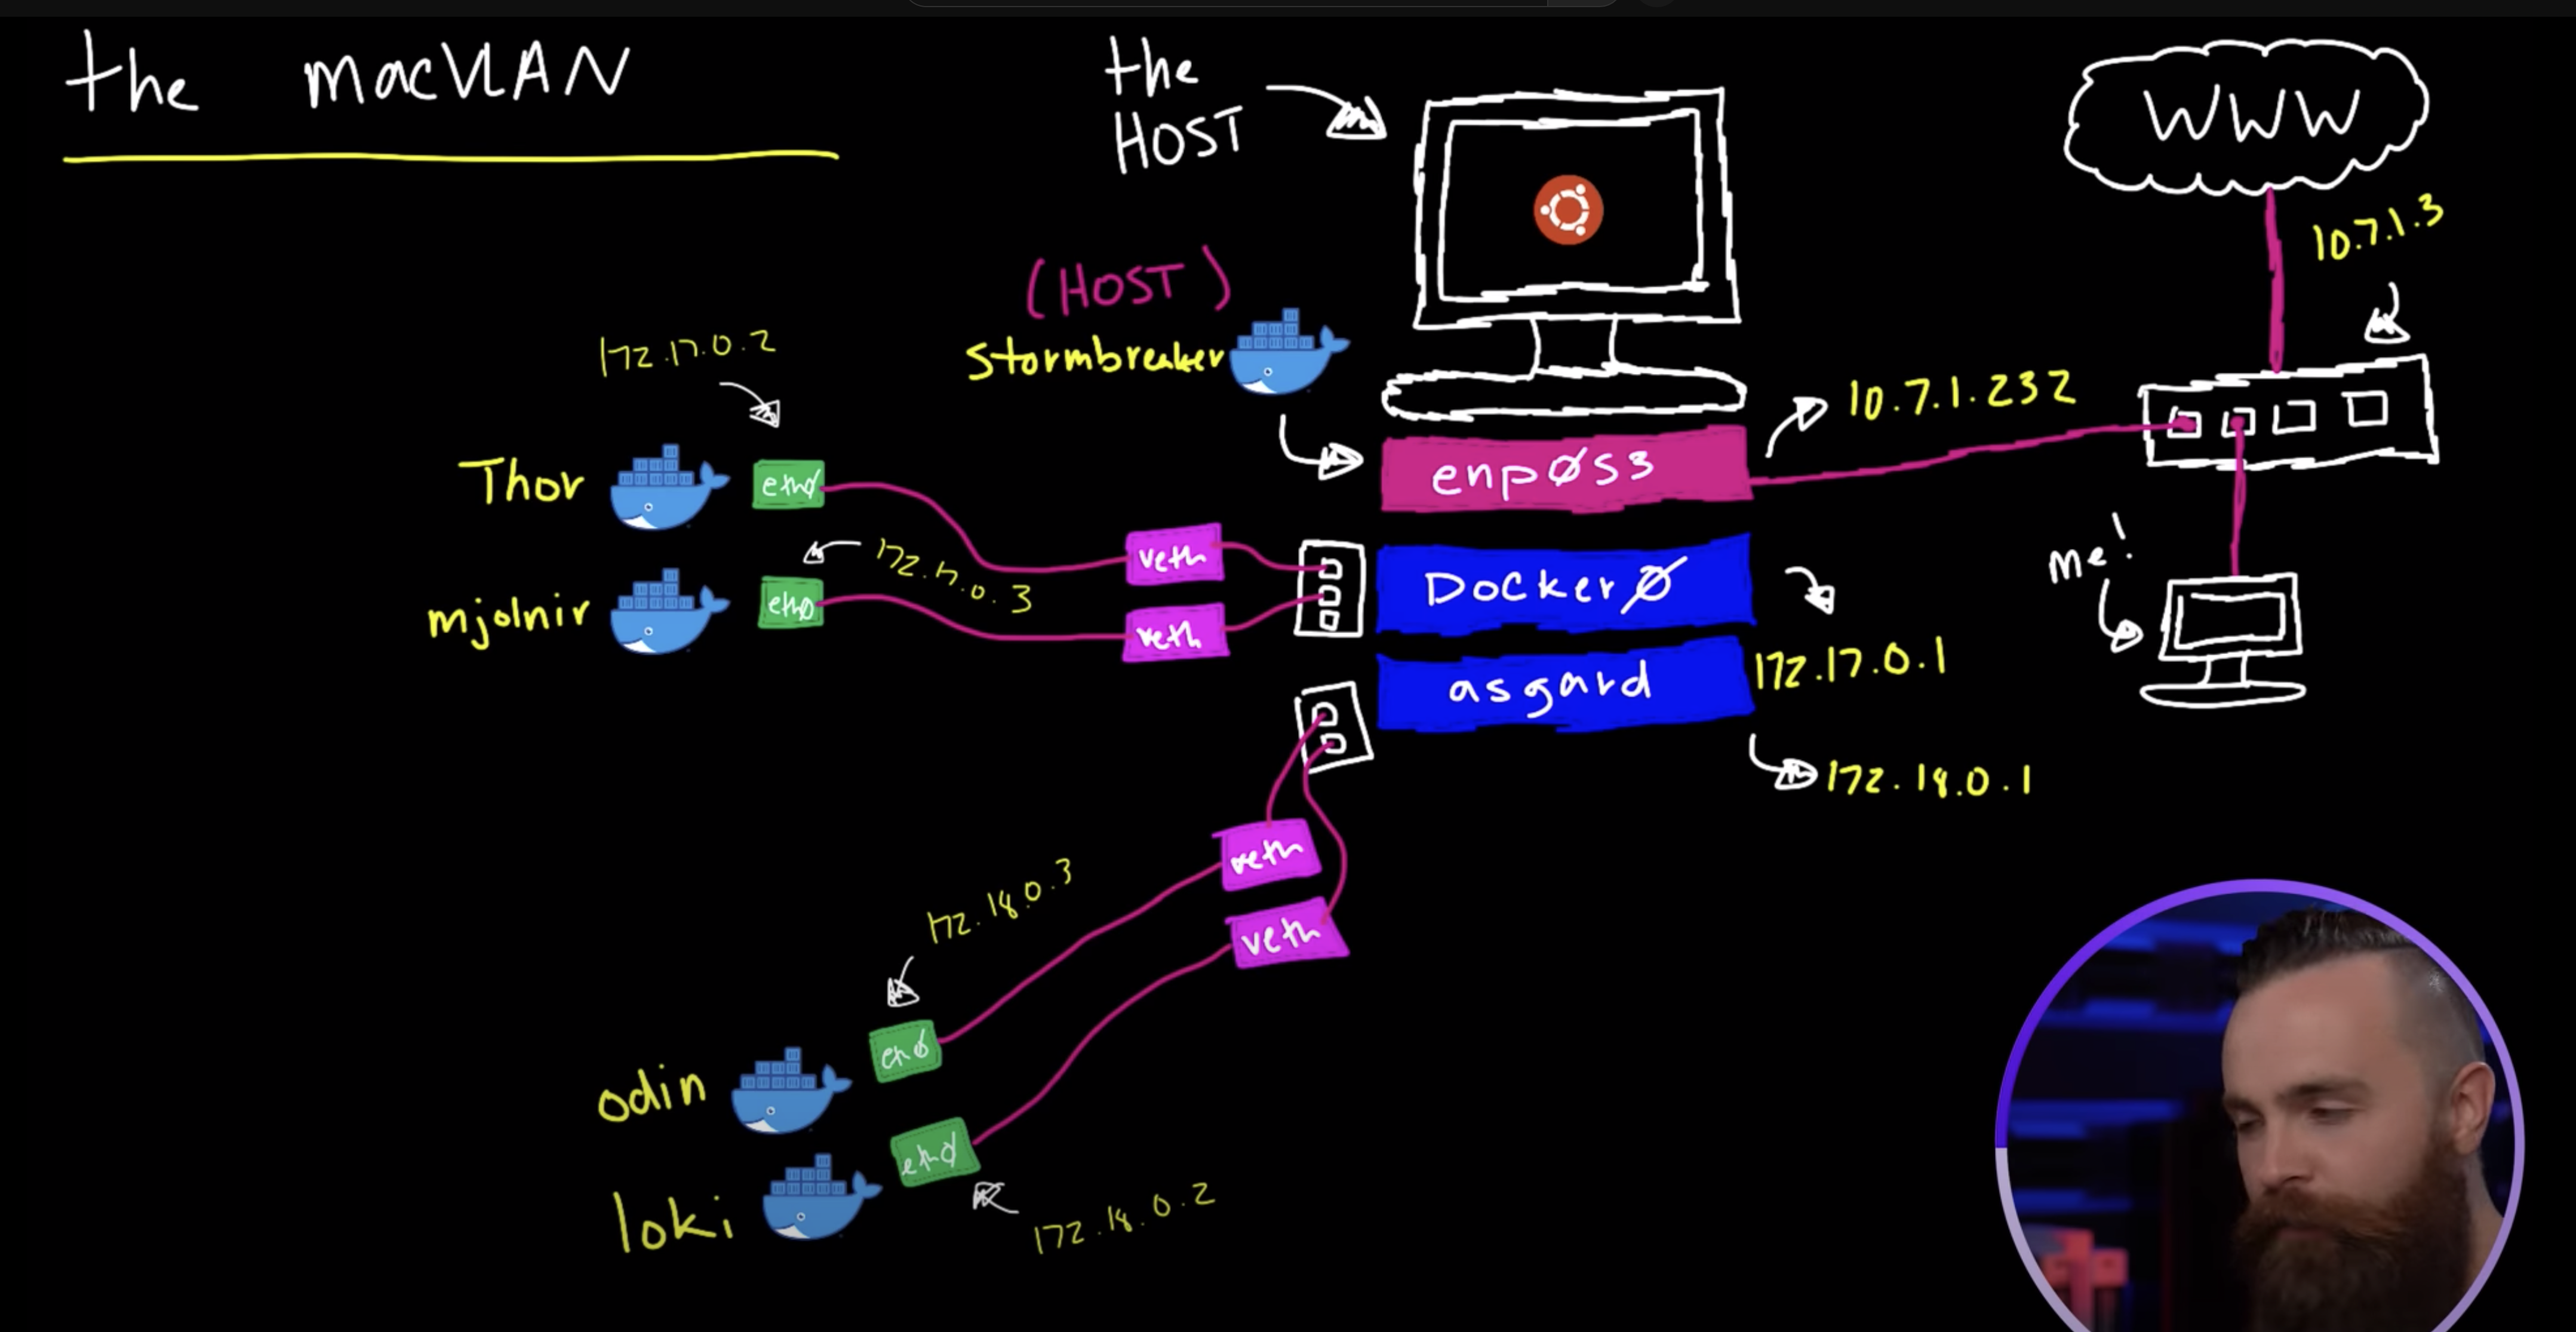 the macVLAN
the
HOST
WWW
10.7.1.3
(HOST)
Stormbreaker
172.17.0.2
10.7.1.232
enp0s3
Thor
eth0
172.17.0.3
veth
me!
Docker0
mjolnir
eth0
veth
172.17.0.1
asgard
172.18.0.1
veth
172.18.0.3
veth
odin
loki
eth0
172.18.0.2